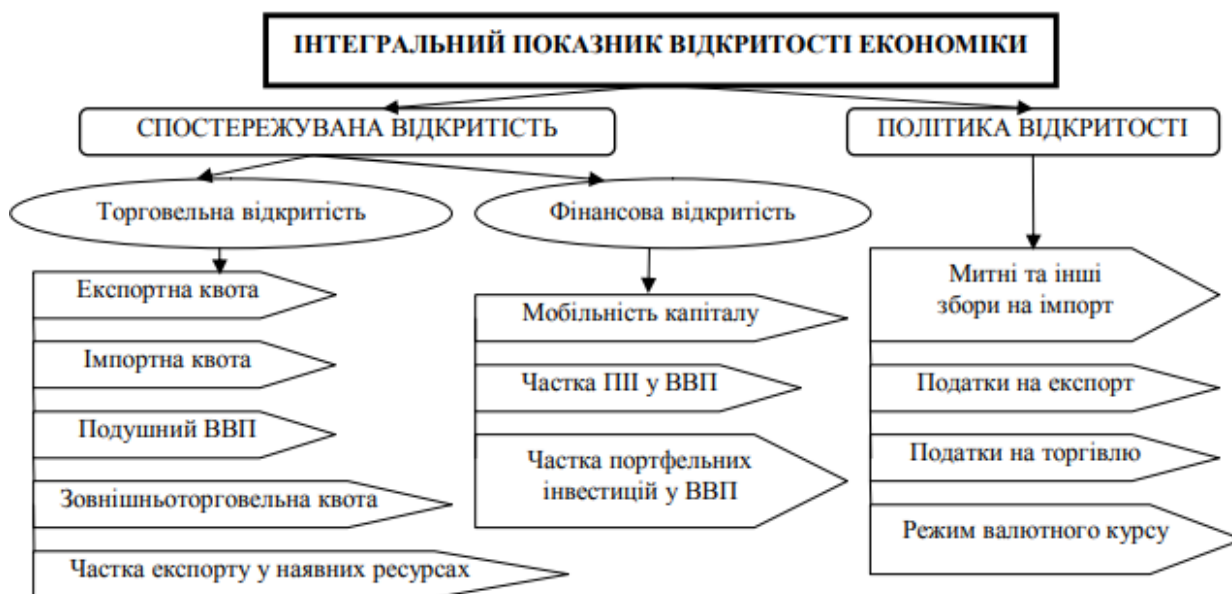 ІНТЕГРАЛЬНИЙ ПОКАЗНИК ВІДКРИТОСТІ ЕКОНОМІКИ
СПОСТЕРЕЖУВАНА ВІДКРИТІСТЬ
ПОЛІТИКА ВІДКРИТОСТІ
Торговельна відкритість
Фінансова відкритість
Експортна квота
Імпортна квота
Подушний ВВП
Зовнішньоторговельна квота
Частка експорту у наявних ресурсах
Мобільність капіталу
Частка ПІІ у ВВП
Частка портфельних
інвестицій у ВВП
Митні та інші
збори на імпорт
Податки на експорт
Податки на торгівлю
Режим валютного курсу